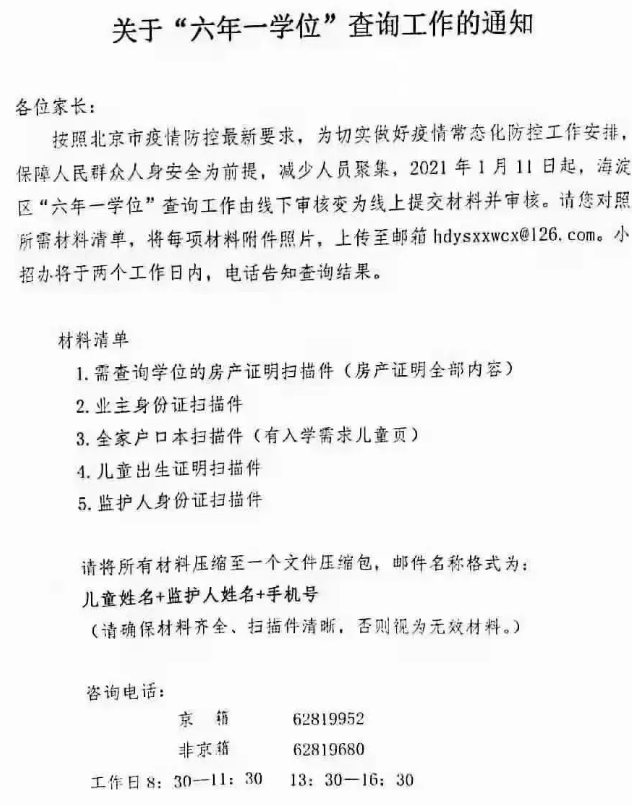 关于“六年一学位”查询工作的通知
各位家长：
按照北京市疫情防控最新要求，为切实做好疫情常态化防控工作安排，
保障人民群众人身安全为前提，减少人员聚集，2021年1月11日起，海淀
区“六年一学位”查询工作由线下审核变为线上提交材料并审核。请您对照
所需材料清单，将每项材料附件照片，上传至邮箱hdysxxwcx@126.com。小
招办将于两个工作日内，电话告知查询结果。
材料清单
1.需查询学位的房产证明扫描件（房产证明全部内容）
2.业主身份证扫描件
3.全家户口本扫描件（有入学需求儿童页）
4.儿童出生证明扫描件
5.监护人身份证扫描件
请将所有材料压缩至一个文件压缩包，邮件名称格式为：
儿童姓名+监护人姓名+手机号
（请确保材料齐全、扫描件清晰，否则视为无效材料。）
咨询电话：
京 籍 62819952
非京籍 62819680
工作日8：30—11：30 13：30—16：30